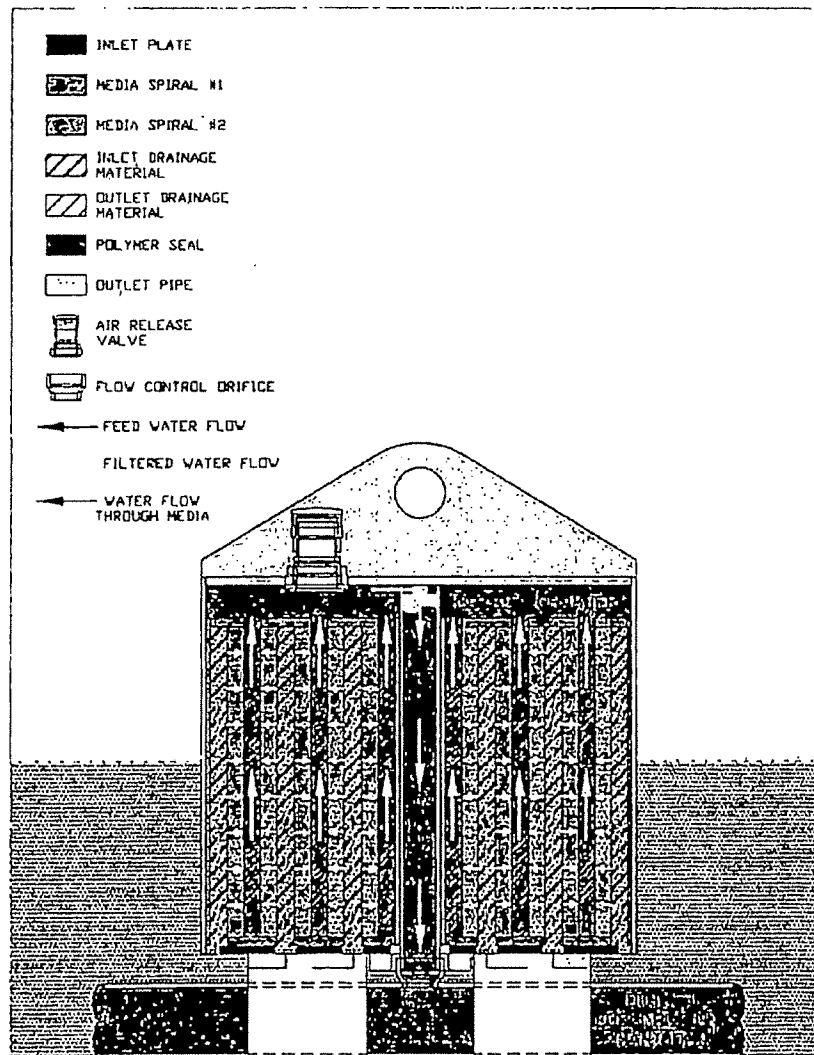 INLET PLATE
MEDIA SPIRAL #1
MEDIA SPIRAL #2
INLET DRAINAGE
MATERIAL
OUTLET DRAINAGE
MATERIAL
POLYMER SEAL
OUTLET PIPE
AIR RELEASE
VALVE
FLOW CONTROL ORIFICE
FEED WATER FLOW
FILTERED WATER FLOW
WATER FLOW
THROUGH MEDIA